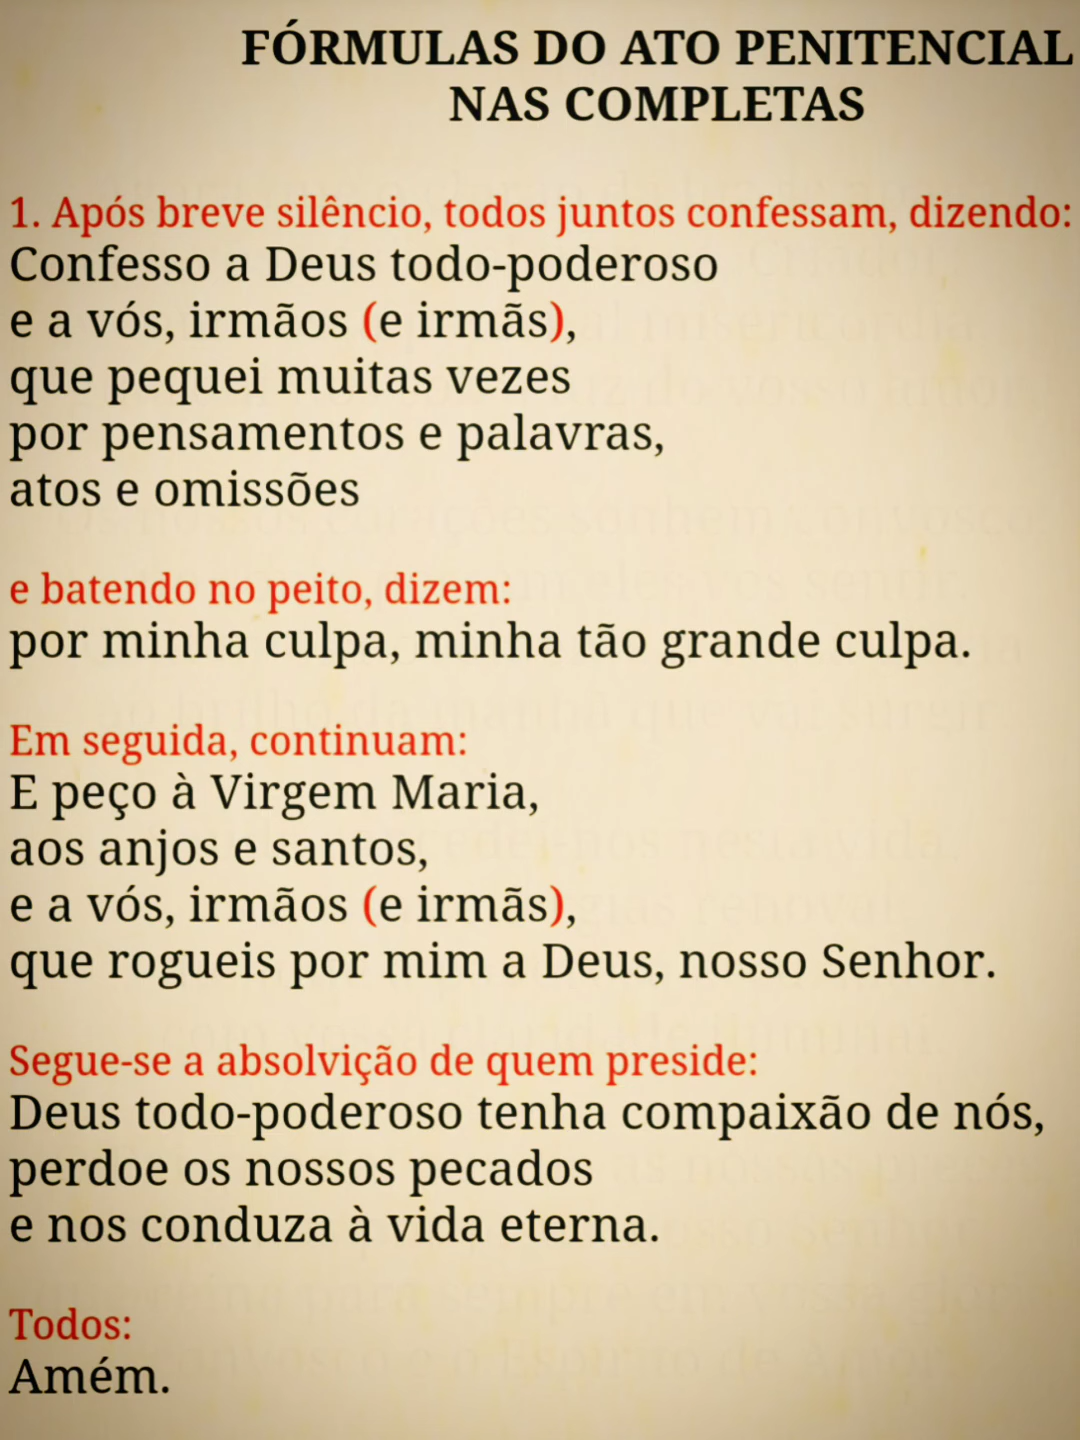 FÓRMULAS DO ATO PENITENCIAL
NAS COMPLETAS
1. Após breve silêncio, todos juntos confessam, dizendo:
Confesso a Deus todo-poderoso
e a vós, irmãos (e irmãs),
que pequei muitas vezes
por pensamentos e palavras,
atos e omissões
e batendo no peito, dizem:
por minha culpa, minha tão grande culpa.
Em seguida, continuam:
E peço à Virgem Maria,
aos anjos e santos,
e a vós, irmãos (e irmãs),
que rogueis por mim a Deus, nosso Senhor.
Segue-se a absolvição de quem preside:
Deus todo-poderoso tenha compaixão de nós,
perdoe os nossos pecados
e nos conduza à vida eterna.
Todos:
Amém.